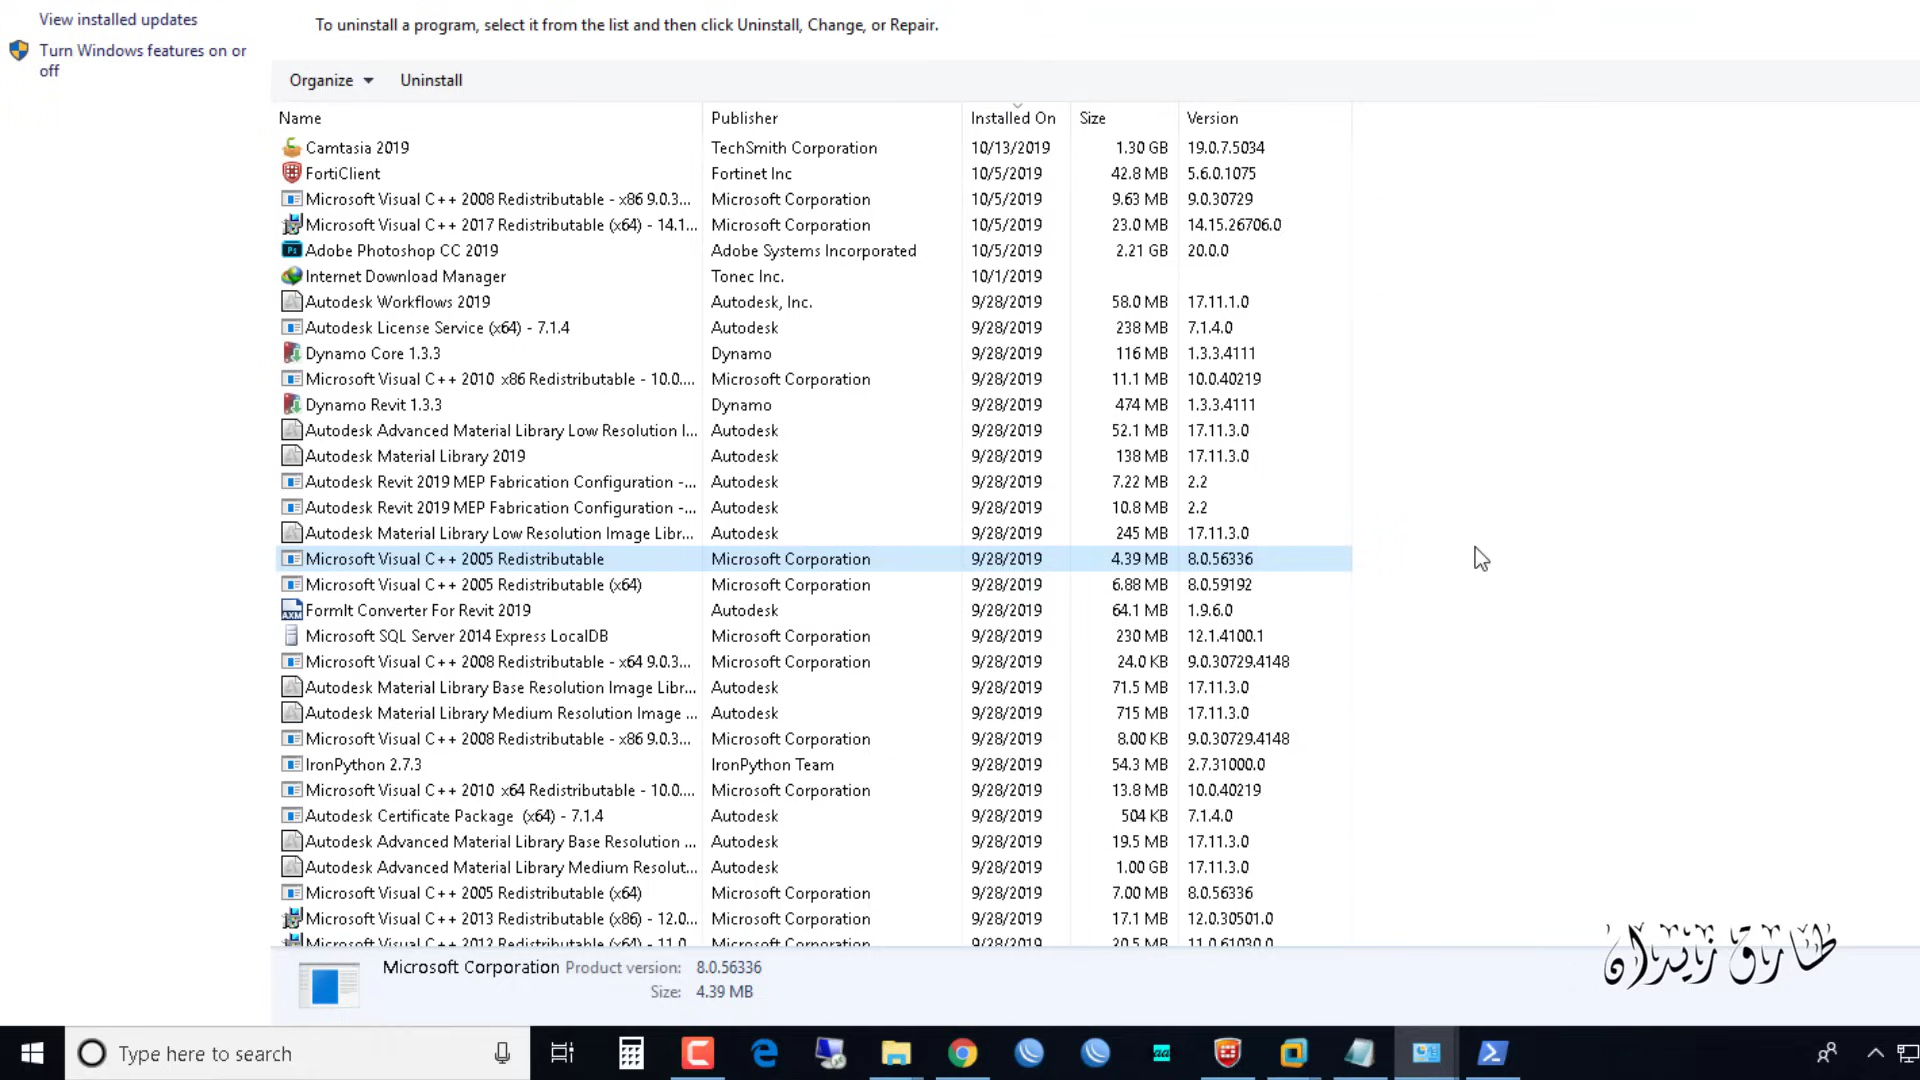 View installed updates
Turn Windows features on or
off
To uninstall a program, select it from the list and then click Uninstall, Change, or Repair.
Organize Uninstall
Name Publisher Installed On Size Version
Camtasia 2019 TechSmith Corporation 10/13/2019 1.30 GB 19.0.7.5034
FortiClient Fortinet Inc 10/5/2019 42.8 MB 5.6.0.1075
Microsoft Visual C++ 2008 Redistributable - x86 9.0.3... Microsoft Corporation 10/5/2019 9.63 MB 9.0.30729
Microsoft Visual C++ 2017 Redistributable (x64) - 14.1... Microsoft Corporation 10/5/2019 23.0 MB 14.15.26706.0
Adobe Photoshop CC 2019 Adobe Systems Incorporated 10/5/2019 2.21 GB 20.0.0
Internet Download Manager Tonec Inc. 10/1/2019
Autodesk Workflows 2019 Autodesk, Inc. 9/28/2019 58.0 MB 17.11.1.0
Autodesk License Service (x64) - 7.1.4 Autodesk 9/28/2019 238 MB 7.1.4.0
Dynamo Core 1.3.3 Dynamo 9/28/2019 116 MB 1.3.3.4111
Microsoft Visual C++ 2010 x86 Redistributable - 10.0.... Microsoft Corporation 9/28/2019 11.1 MB 10.0.40219
Dynamo Revit 1.3.3 Dynamo 9/28/2019 474 MB 1.3.3.4111
Autodesk Advanced Material Library Low Resolution I... Autodesk 9/28/2019 52.1 MB 17.11.3.0
Autodesk Material Library 2019 Autodesk 9/28/2019 138 MB 17.11.3.0
Autodesk Revit 2019 MEP Fabrication Configuration -... Autodesk 9/28/2019 7.22 MB 2.2
Autodesk Revit 2019 MEP Fabrication Configuration -... Autodesk 9/28/2019 10.8 MB 2.2
Autodesk Material Library Low Resolution Image Libr... Autodesk 9/28/2019 245 MB 17.11.3.0
Microsoft Visual C++ 2005 Redistributable Microsoft Corporation 9/28/2019 4.39 MB 8.0.56336
Microsoft Visual C++ 2005 Redistributable (x64) Microsoft Corporation 9/28/2019 6.88 MB 8.0.59192
FormIt Converter For Revit 2019 Autodesk 9/28/2019 64.1 MB 1.9.6.0
Microsoft SQL Server 2014 Express LocalDB Microsoft Corporation 9/28/2019 230 MB 12.1.4100.1
Microsoft Visual C++ 2008 Redistributable - x64 9.0.3... Microsoft Corporation 9/28/2019 24.0 KB 9.0.30729.4148
Autodesk Material Library Base Resolution Image Libr... Autodesk 9/28/2019 71.5 MB 17.11.3.0
Autodesk Material Library Medium Resolution Image ... Autodesk 9/28/2019 715 MB 17.11.3.0
Microsoft Visual C++ 2008 Redistributable - x86 9.0.3... Microsoft Corporation 9/28/2019 8.00 KB 9.0.30729.4148
IronPython 2.7.3 IronPython Team 9/28/2019 54.3 MB 2.7.31000.0
Microsoft Visual C++ 2010 x64 Redistributable - 10.0.... Microsoft Corporation 9/28/2019 13.8 MB 10.0.40219
Autodesk Certificate Package (x64) - 7.1.4 Autodesk 9/28/2019 504 KB 7.1.4.0
Autodesk Advanced Material Library Base Resolution ... Autodesk 9/28/2019 19.5 MB 17.11.3.0
Autodesk Advanced Material Library Medium Resolut... Autodesk 9/28/2019 1.00 GB 17.11.3.0
Microsoft Visual C++ 2005 Redistributable (x64) Microsoft Corporation 9/28/2019 7.00 MB 8.0.56336
Microsoft Visual C++ 2013 Redistributable (x86) - 12.0... Microsoft Corporation 9/28/2019 17.1 MB 12.0.30501.0
Microsoft Visual C++ 2012 Redistributable (x64) - 11.0... Microsoft Corporation 9/28/2019 20.5 MB 11.0.61030.0
طارق زيدان
Microsoft Corporation Product version: 8.0.56336
Size: 4.39 MB
Type here to search